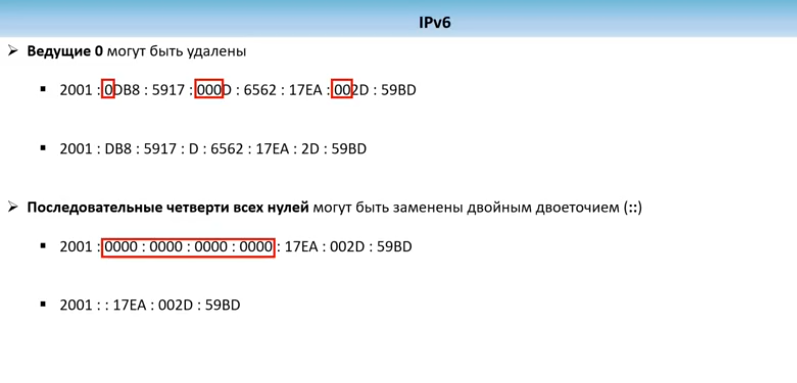 IPv6
Ведущие 0 могут быть удалены
2001 : 0DB8 : 5917 : 000D : 6562 : 17EA : 002D : 59BD
2001 : DB8 : 5917 : D : 6562 : 17EA : 2D : 59BD
Последовательные четверти всех нулей могут быть заменены двойным двоеточием (::)
2001 : 0000 : 0000 : 0000 : 0000 : 17EA : 002D : 59BD
2001 : : 17EA : 002D : 59BD